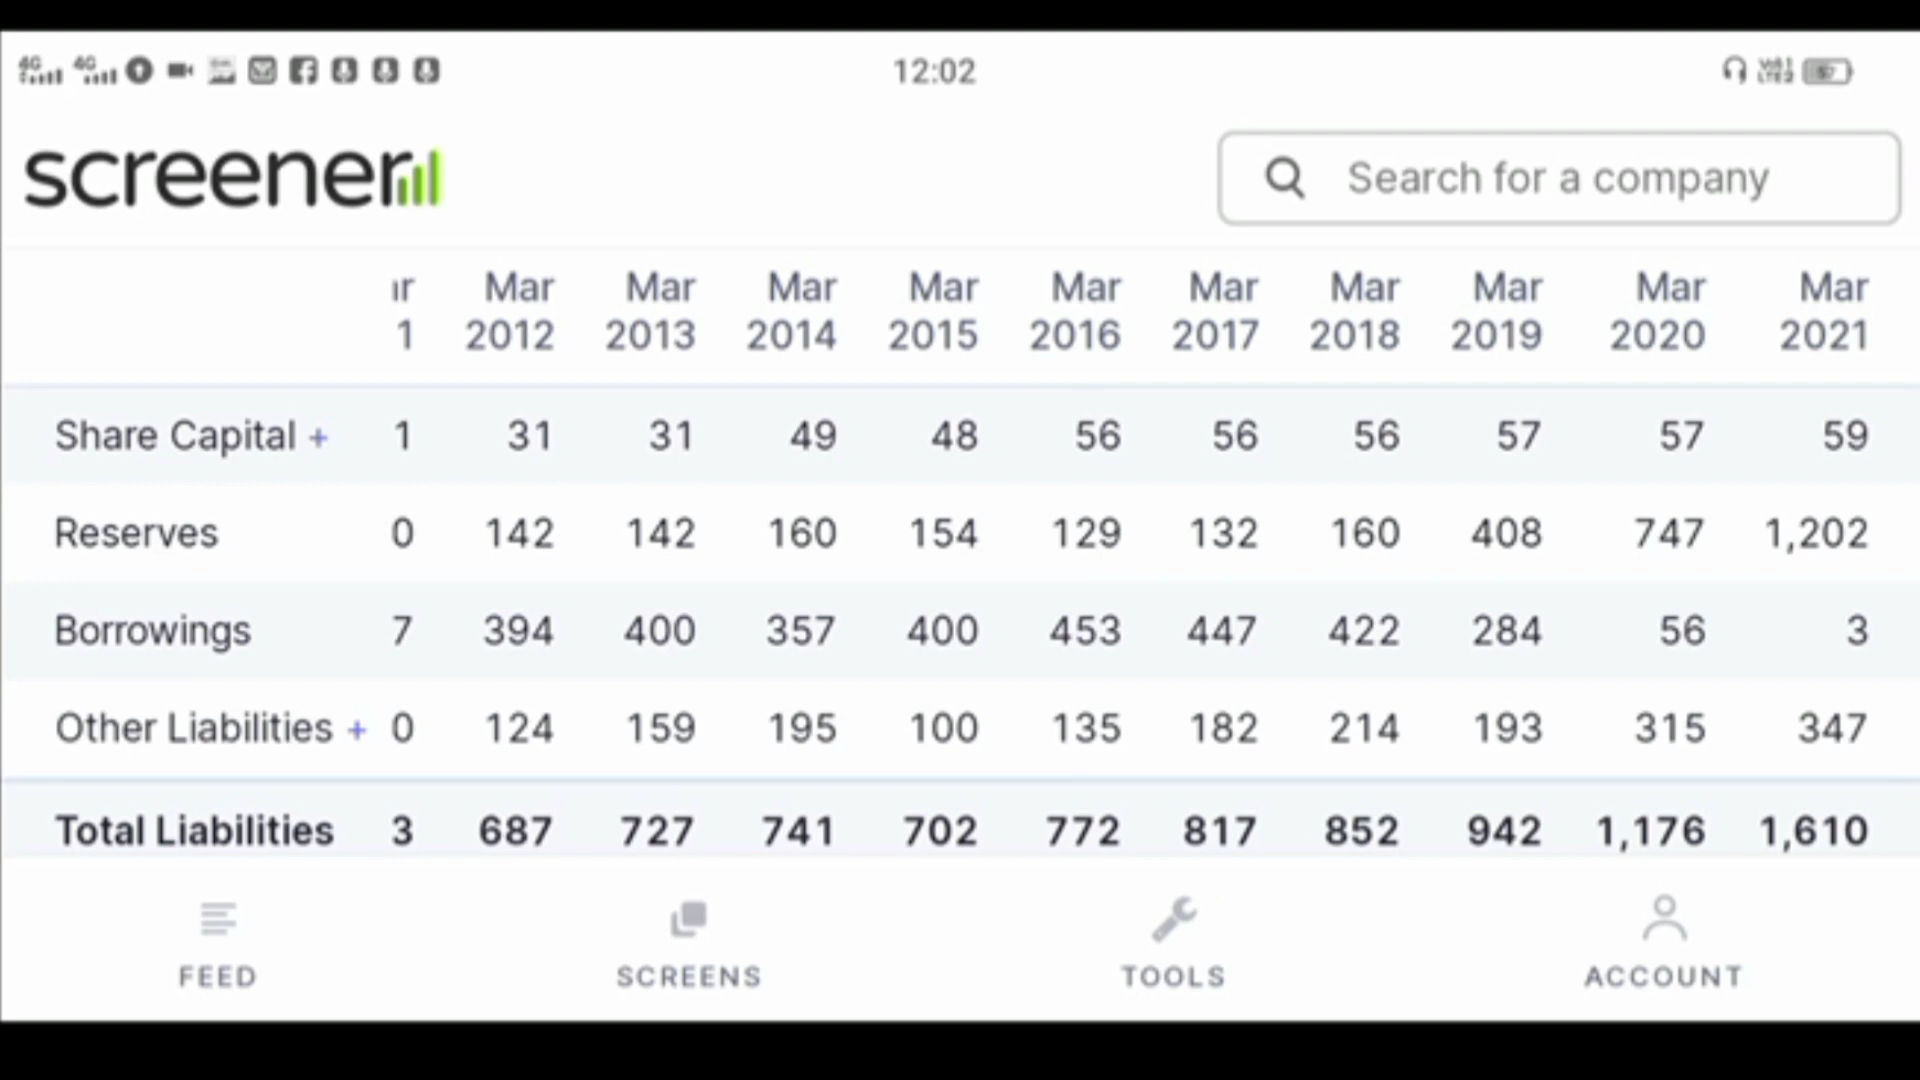 4G 4G 12:02
screener Search for a company
ır Mar Mar Mar Mar Mar Mar Mar Mar Mar Mar
1 2012 2013 2014 2015 2016 2017 2018 2019 2020 2021
Share Capital + 1 31 31 49 48 56 56 56 57 57 59
Reserves 0 142 142 160 154 129 132 160 408 747 1,202
Borrowings 7 394 400 357 400 453 447 422 284 56 3
Other Liabilities + 0 124 159 195 100 135 182 214 193 315 347
Total Liabilities 3 687 727 741 702 772 817 852 942 1,176 1,610
FEED SCREENS TOOLS ACCOUNT